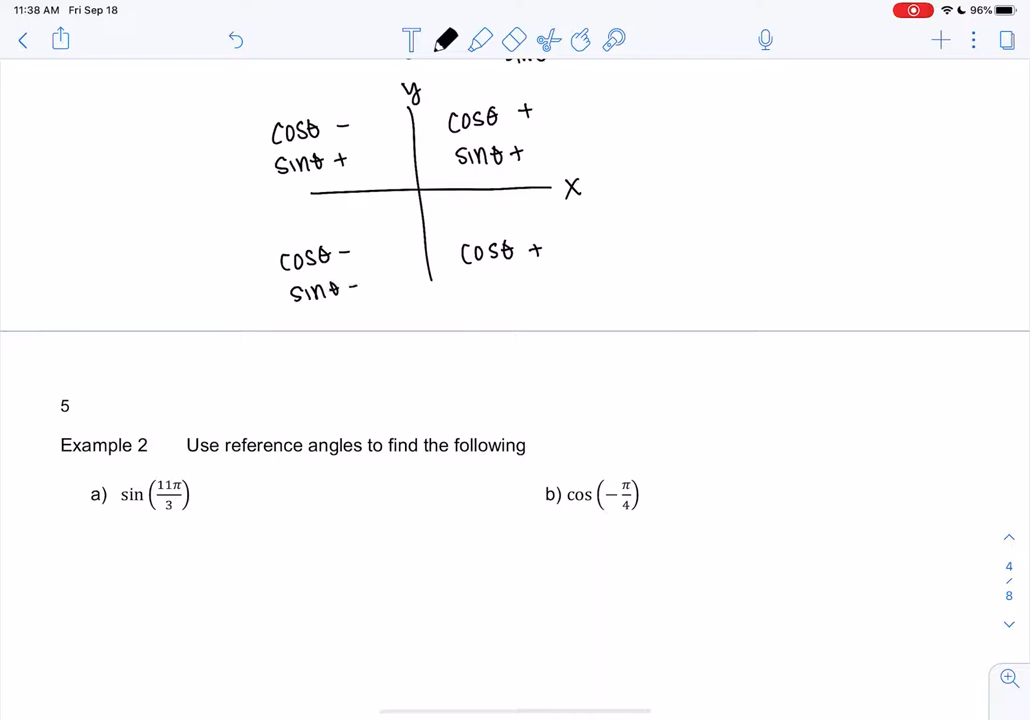 11:38 AM Fri Sep 18
96%
y
cosθ -
sinθ +
cosθ +
sinθ +
x
cosθ -
sinθ -
cosθ +
5
Example 2 Use reference angles to find the following
a) sin (11π/3)
b) cos (−π/4)
4
/
8